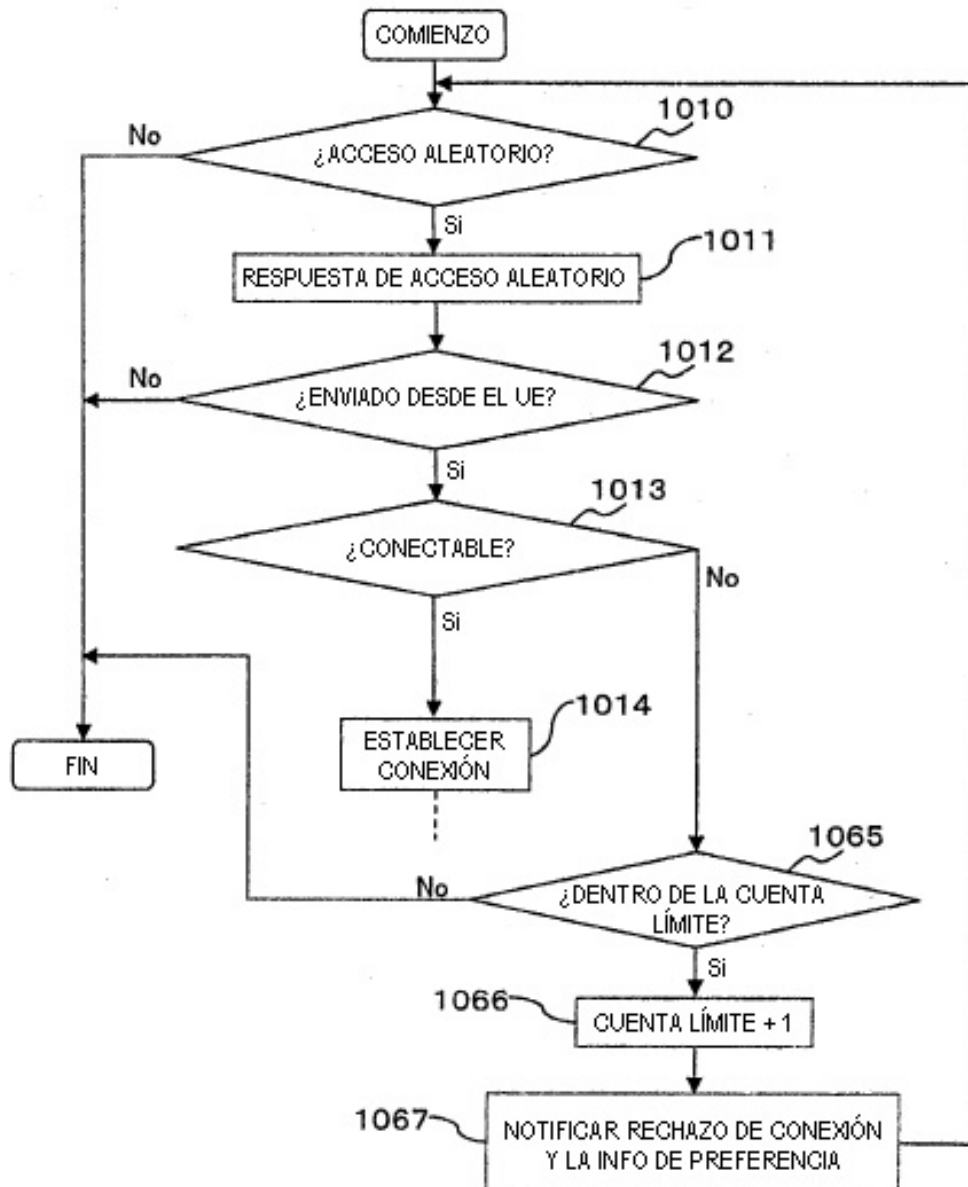 COMIENZO
1010
No
¿ACCESO ALEATORIO?
Si
1011
RESPUESTA DE ACCESO ALEATORIO
1012
No
¿ENVIADO DESDE EL UE?
Si
1013
¿CONECTABLE?
No
Si
1014
ESTABLECER
CONEXIÓN
FIN
1065
No
¿DENTRO DE LA CUENTA
LÍMITE?
Si
1066
CUENTA LÍMITE + 1
1067
NOTIFICAR RECHAZO DE CONEXIÓN
Y LA INFO DE PREFERENCIA